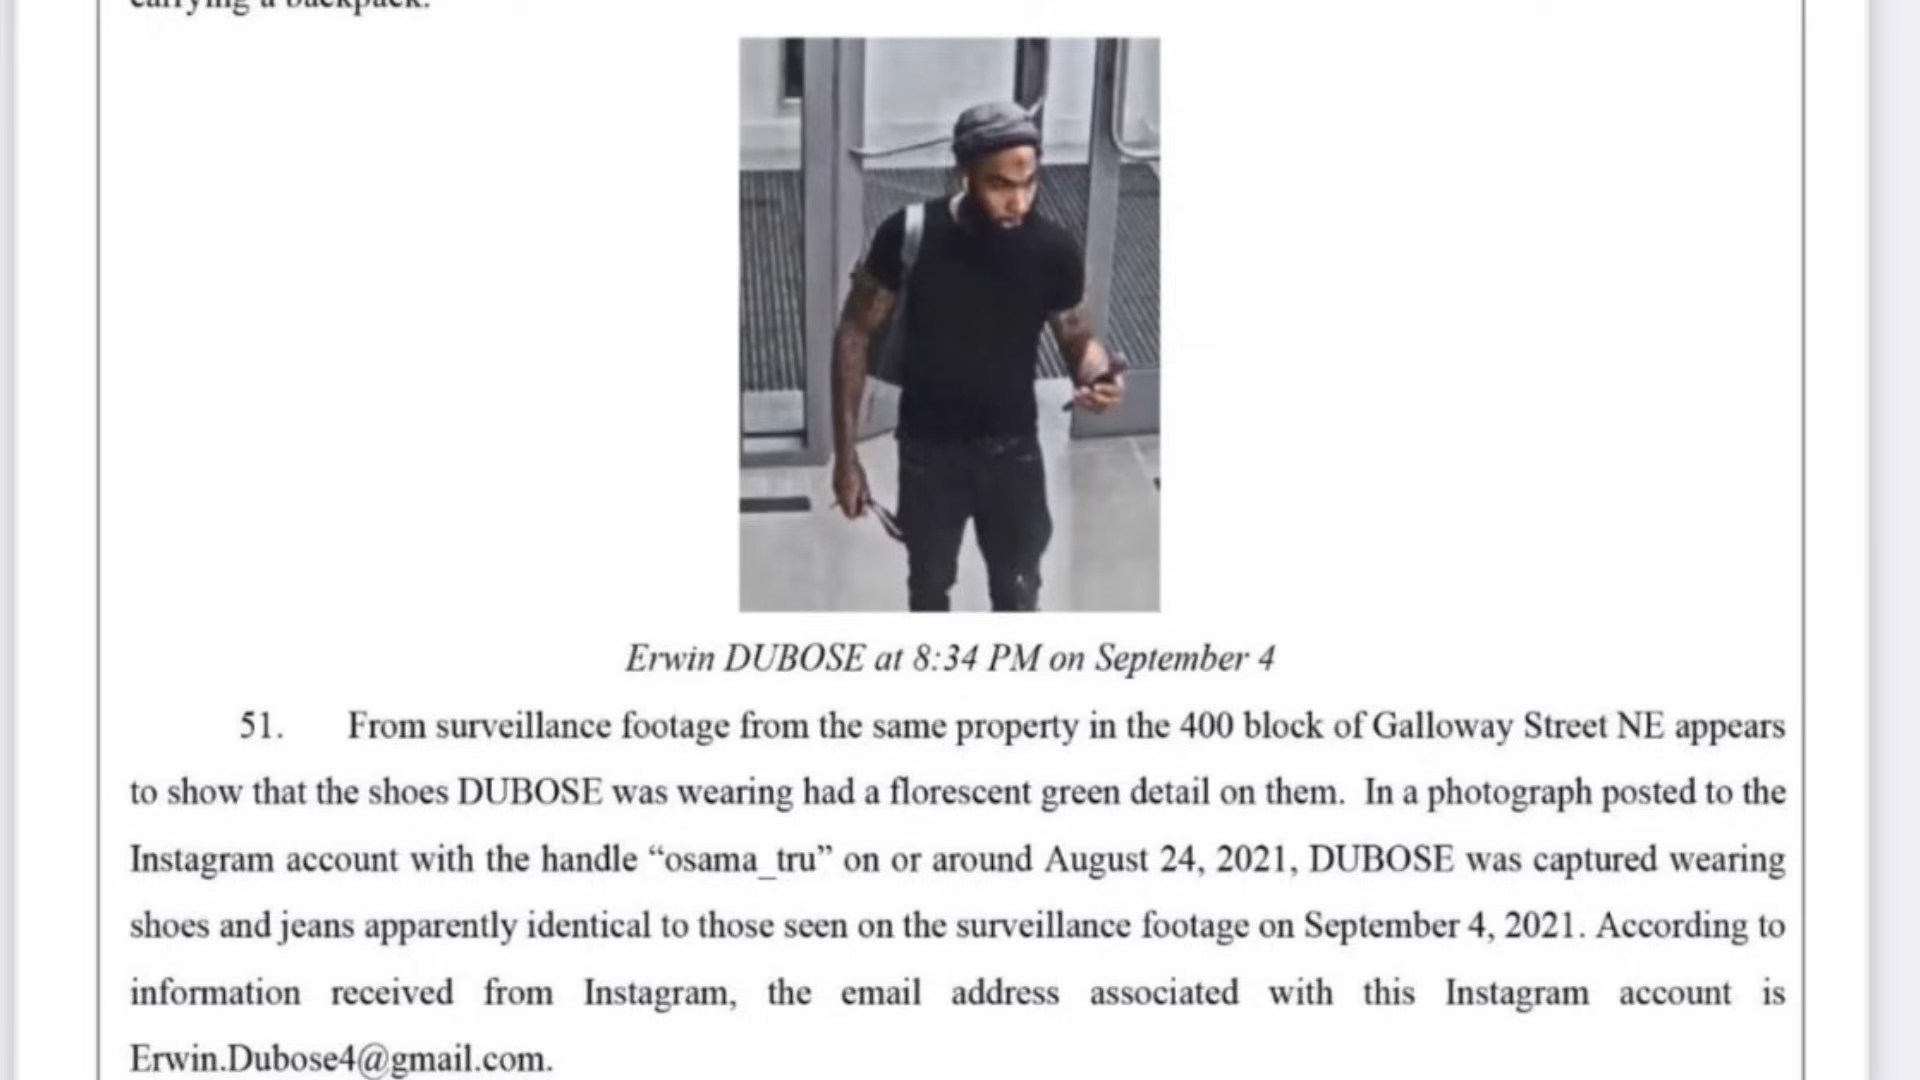 carrying a backpack.
Erwin DUBOSE at 8:34 PM on September 4
51. From surveillance footage from the same property in the 400 block of Galloway Street NE appears
to show that the shoes DUBOSE was wearing had a florescent green detail on them. In a photograph posted to the
Instagram account with the handle “osama_tru” on or around August 24, 2021, DUBOSE was captured wearing
shoes and jeans apparently identical to those seen on the surveillance footage on September 4, 2021. According to
information received from Instagram, the email address associated with this Instagram account is
Erwin.Dubose4@gmail.com.